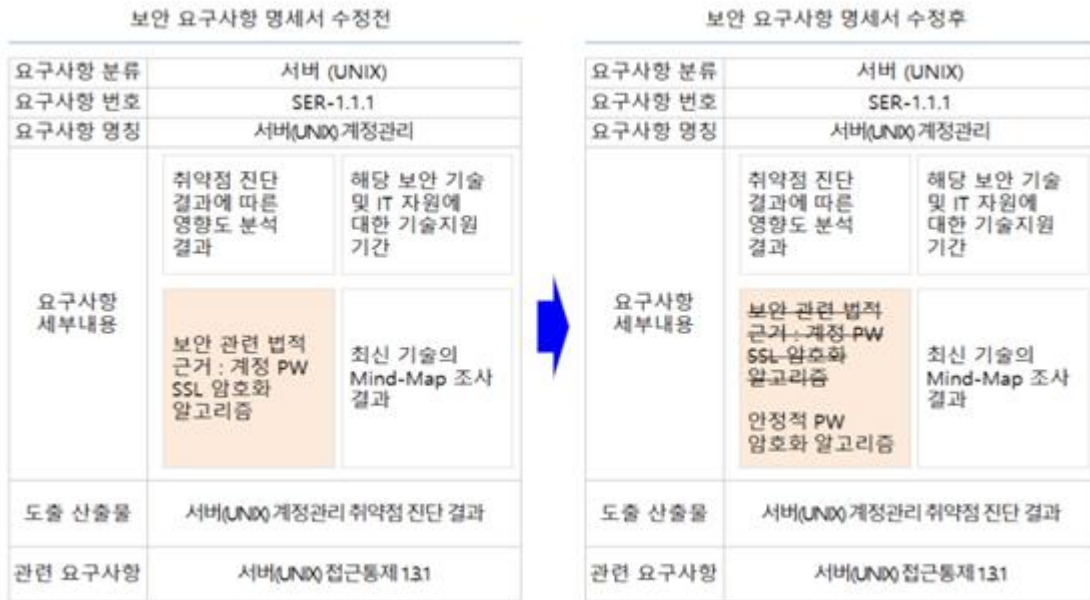 보안 요구사항 명세서 수정전
요구사항 분류
서버 (UNIX)
요구사항 번호
SER-1.1.1
요구사항 명칭
서버(UNIX) 계정관리
요구사항
세부내용
취약점 진단
결과에 따른
영향도 분석
결과
해당 보안 기술
및 IT 자원에
대한 기술지원
기간
보안 관련 법적
근거 : 계정 PW
SSL 암호화
알고리즘
최신 기술의
Mind-Map 조사
결과
도출 산출물
서버(UNIX) 계정관리 취약점 진단 결과
관련 요구사항
서버(UNIX) 접근통제 1.3.1
보안 요구사항 명세서 수정후
요구사항 분류
서버 (UNIX)
요구사항 번호
SER-1.1.1
요구사항 명칭
서버(UNIX) 계정관리
요구사항
세부내용
취약점 진단
결과에 따른
영향도 분석
결과
해당 보안 기술
및 IT 자원에
대한 기술지원
기간
보안 관련 법적
근거 : 계정 PW
SSL 암호화
알고리즘
안정적 PW
암호화 알고리즘
최신 기술의
Mind-Map 조사
결과
도출 산출물
서버(UNIX) 계정관리 취약점 진단 결과
관련 요구사항
서버(UNIX) 접근통제 1.3.1